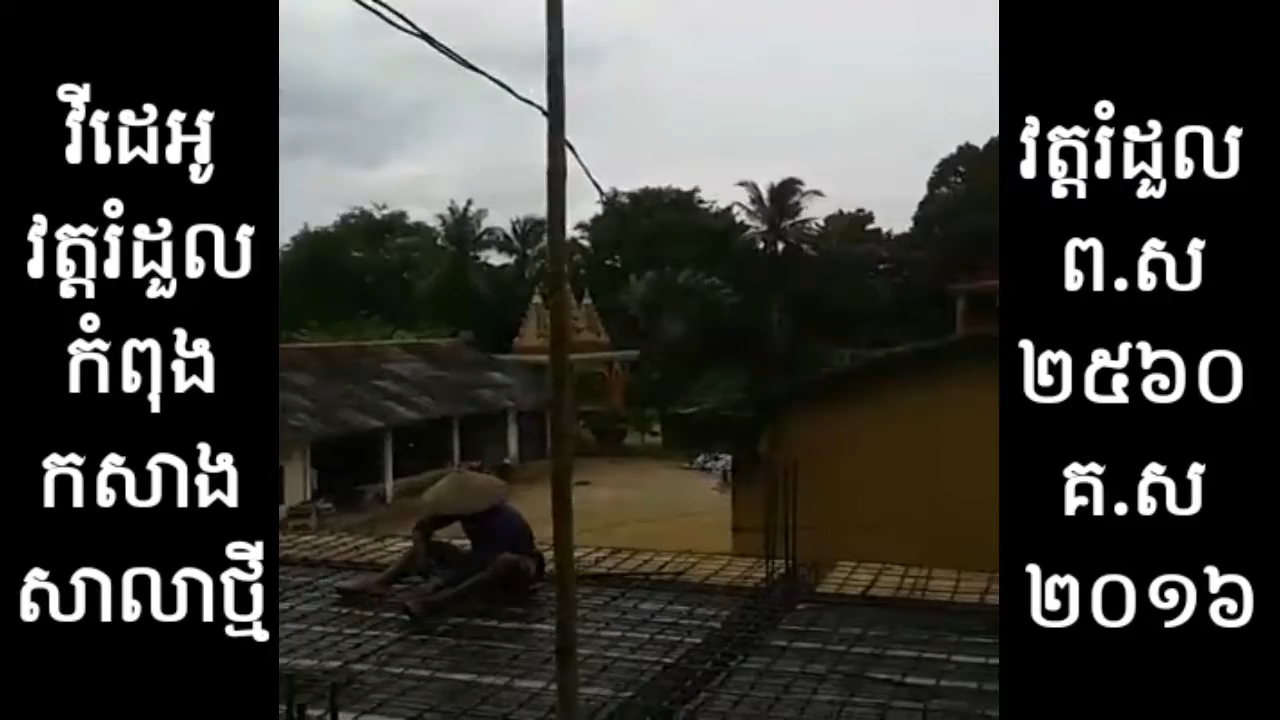 វីដេអូ
វត្តរំដួល
កំពុង
កសាង
សាលាថ្មី
វត្តរំដួល
ព.ស
២៥៦០
គ.ស
២០១៦